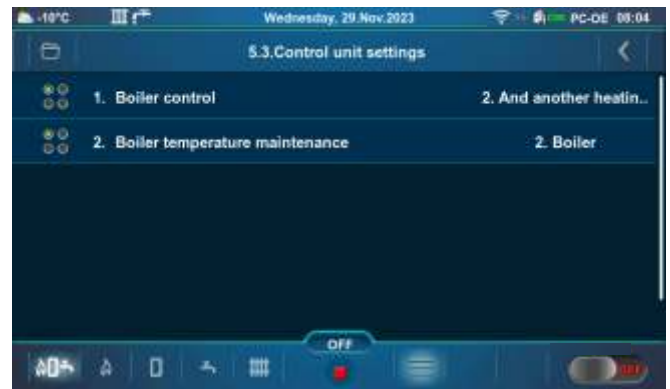 -10°C Wednesday, 29.Nov.2023 PC-OE 08:04
5.3.Control unit settings
1. Boiler control 2. And another heatin..
2. Boiler temperature maintenance 2. Boiler
OFF
OFF